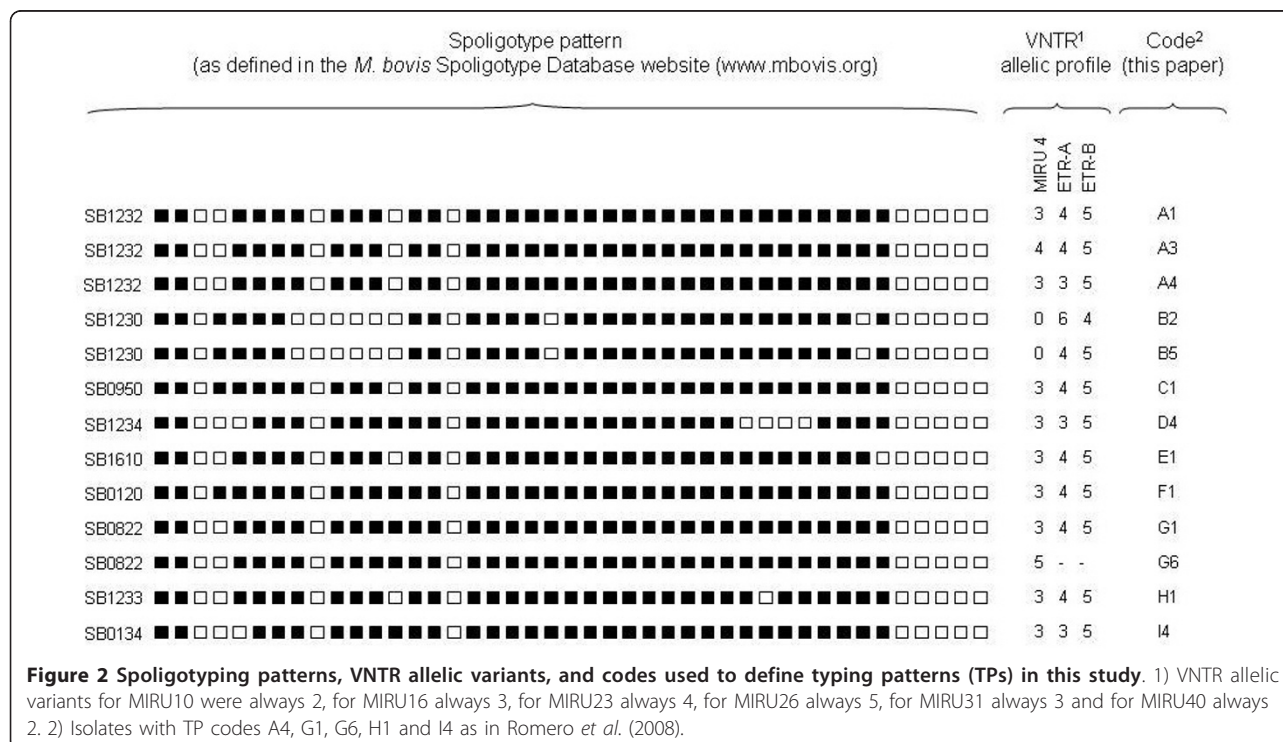 Spoligotype pattern
(as defined in the M. bovis Spoligotype Database website (www.mbovis.org)
VNTR1
allelic profile
Code2
(this paper)
MIRU 4
ETR-A
ETR-B
SB1232 3 4 5 A1
SB1232 4 4 5 A3
SB1232 3 3 5 A4
SB1230 0 6 4 B2
SB1230 0 4 5 B5
SB0950 3 4 5 C1
SB1234 3 3 5 D4
SB1610 3 4 5 E1
SB0120 3 4 5 F1
SB0822 3 4 5 G1
SB0822 5 - - G6
SB1233 3 4 5 H1
SB0134 3 3 5 I4
Figure 2 Spoligotyping patterns, VNTR allelic variants, and codes used to define typing patterns (TPs) in this study. 1) VNTR allelic
variants for MIRU10 were always 2, for MIRU16 always 3, for MIRU23 always 4, for MIRU26 always 5, for MIRU31 always 3 and for MIRU40 always
2. 2) Isolates with TP codes A4, G1, G6, H1 and I4 as in Romero et al. (2008).